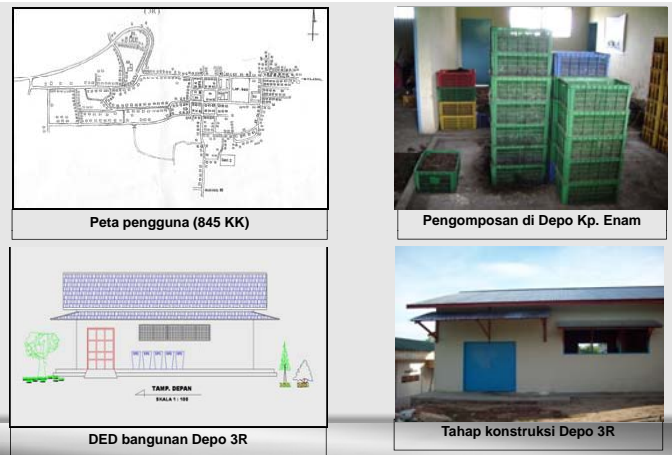 (3R)
Peta pengguna (845 KK)
Pengomposan di Depo Kp. Enam
TAMP. DEPAN
SKALA 1 : 100
DED bangunan Depo 3R
Tahap konstruksi Depo 3R